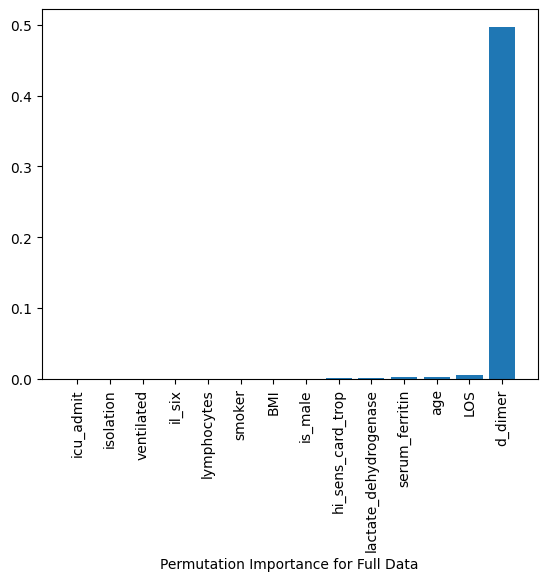 0.5
0.4
0.3
0.2
0.1
0.0
icu_admit
isolation
ventilated
il_six
lymphocytes
smoker
BMI
is_male
hi_sens_card_trop
lactate_dehydrogenase
serum_ferritin
age
LOS
d_dimer
Permutation Importance for Full Data